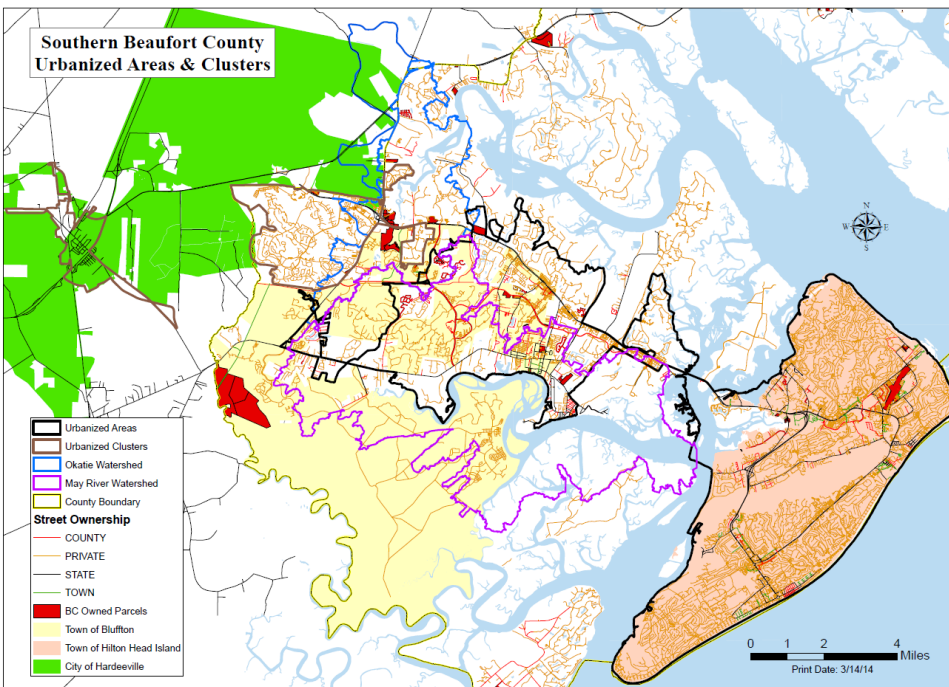 Southern Beaufort County
Urbanized Areas & Clusters
N
W
E
S
Urbanized Areas
Urbanized Clusters
Okatie Watershed
May River Watershed
County Boundary
Street Ownership
COUNTY
PRIVATE
STATE
TOWN
BC Owned Parcels
Town of Bluffton
Town of Hilton Head Island
City of Hardeeville
0 1 2 4
Miles
Print Date: 3/14/14